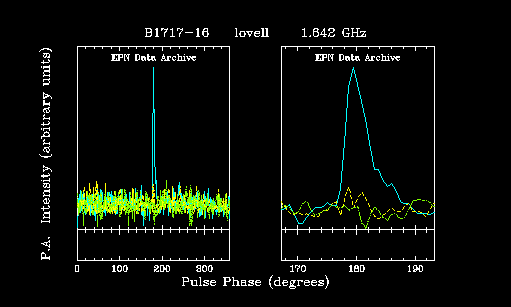 B1717-16 lovell 1.642 GHz
EPN Data Archive EPN Data Archive
P.A. Intensity (arbitrary units)
0 100 200 300 170 180 190
Pulse Phase (degrees)